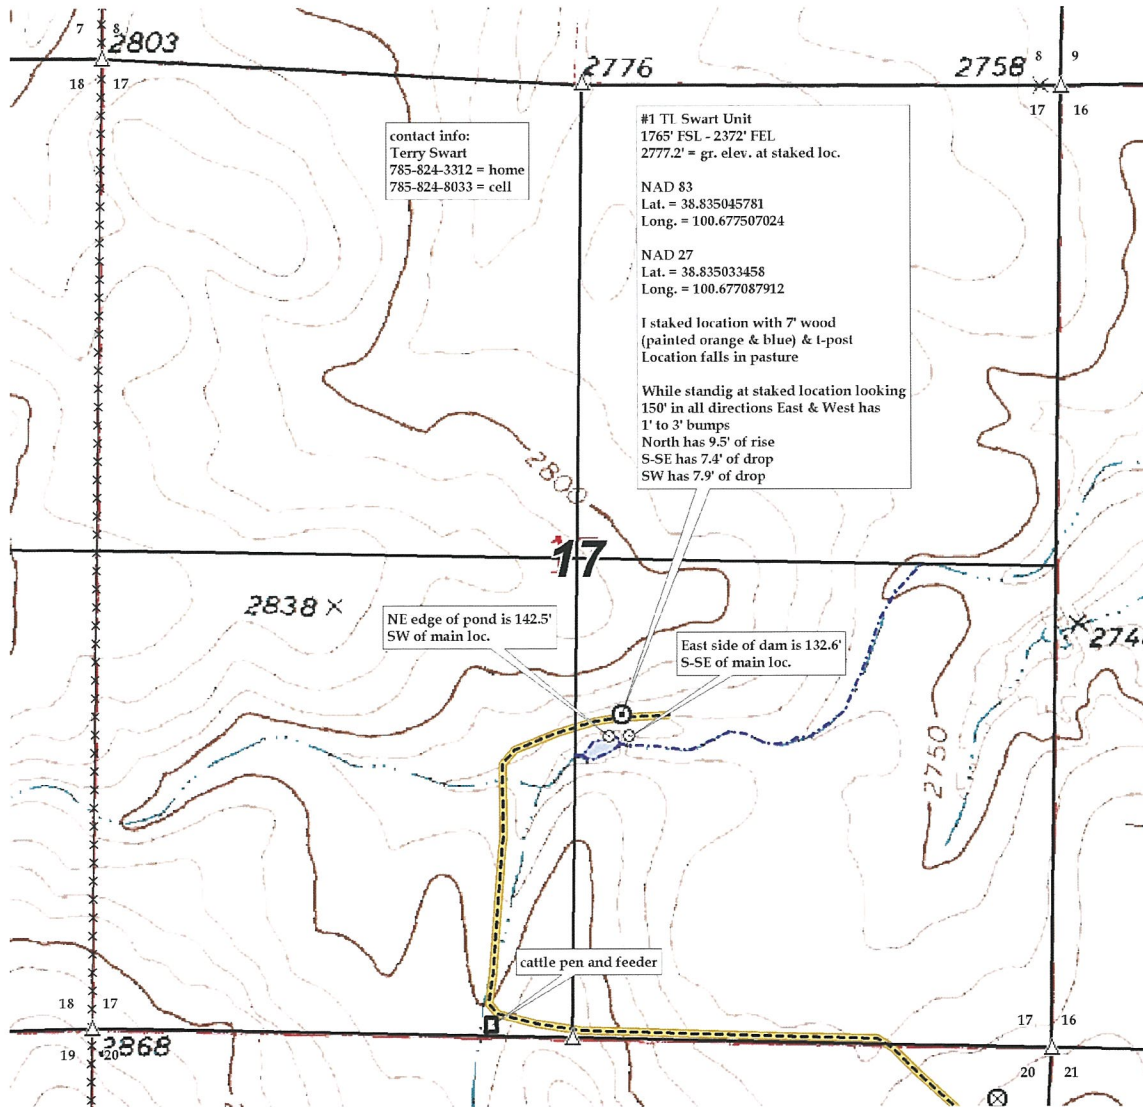 7 8
2803
18 17
2776
2758
8 9
17 16
contact info:
Terry Swart
785-824-3312 = home
785-824-8033 = cell
#1 TL Swart Unit
1765' FSL - 2372' FEL
2777.2' = gr. elev. at staked loc.
NAD 83
Lat. = 38.835045781
Long. = 100.677507024
NAD 27
Lat. = 38.835033458
Long. = 100.677087912
I staked location with 7' wood
(painted orange & blue) & t-post
Location falls in pasture
While standig at staked location looking
150' in all directions East & West has
1' to 3' bumps
North has 9.5' of rise
S-SE has 7.4' of drop
SW has 7.9' of drop
2800
17
2838
NE edge of pond is 142.5'
SW of main loc.
East side of dam is 132.6'
S-SE of main loc.
274
2750
cattle pen and feeder
18 17
19 20
2868
17 16
20 21